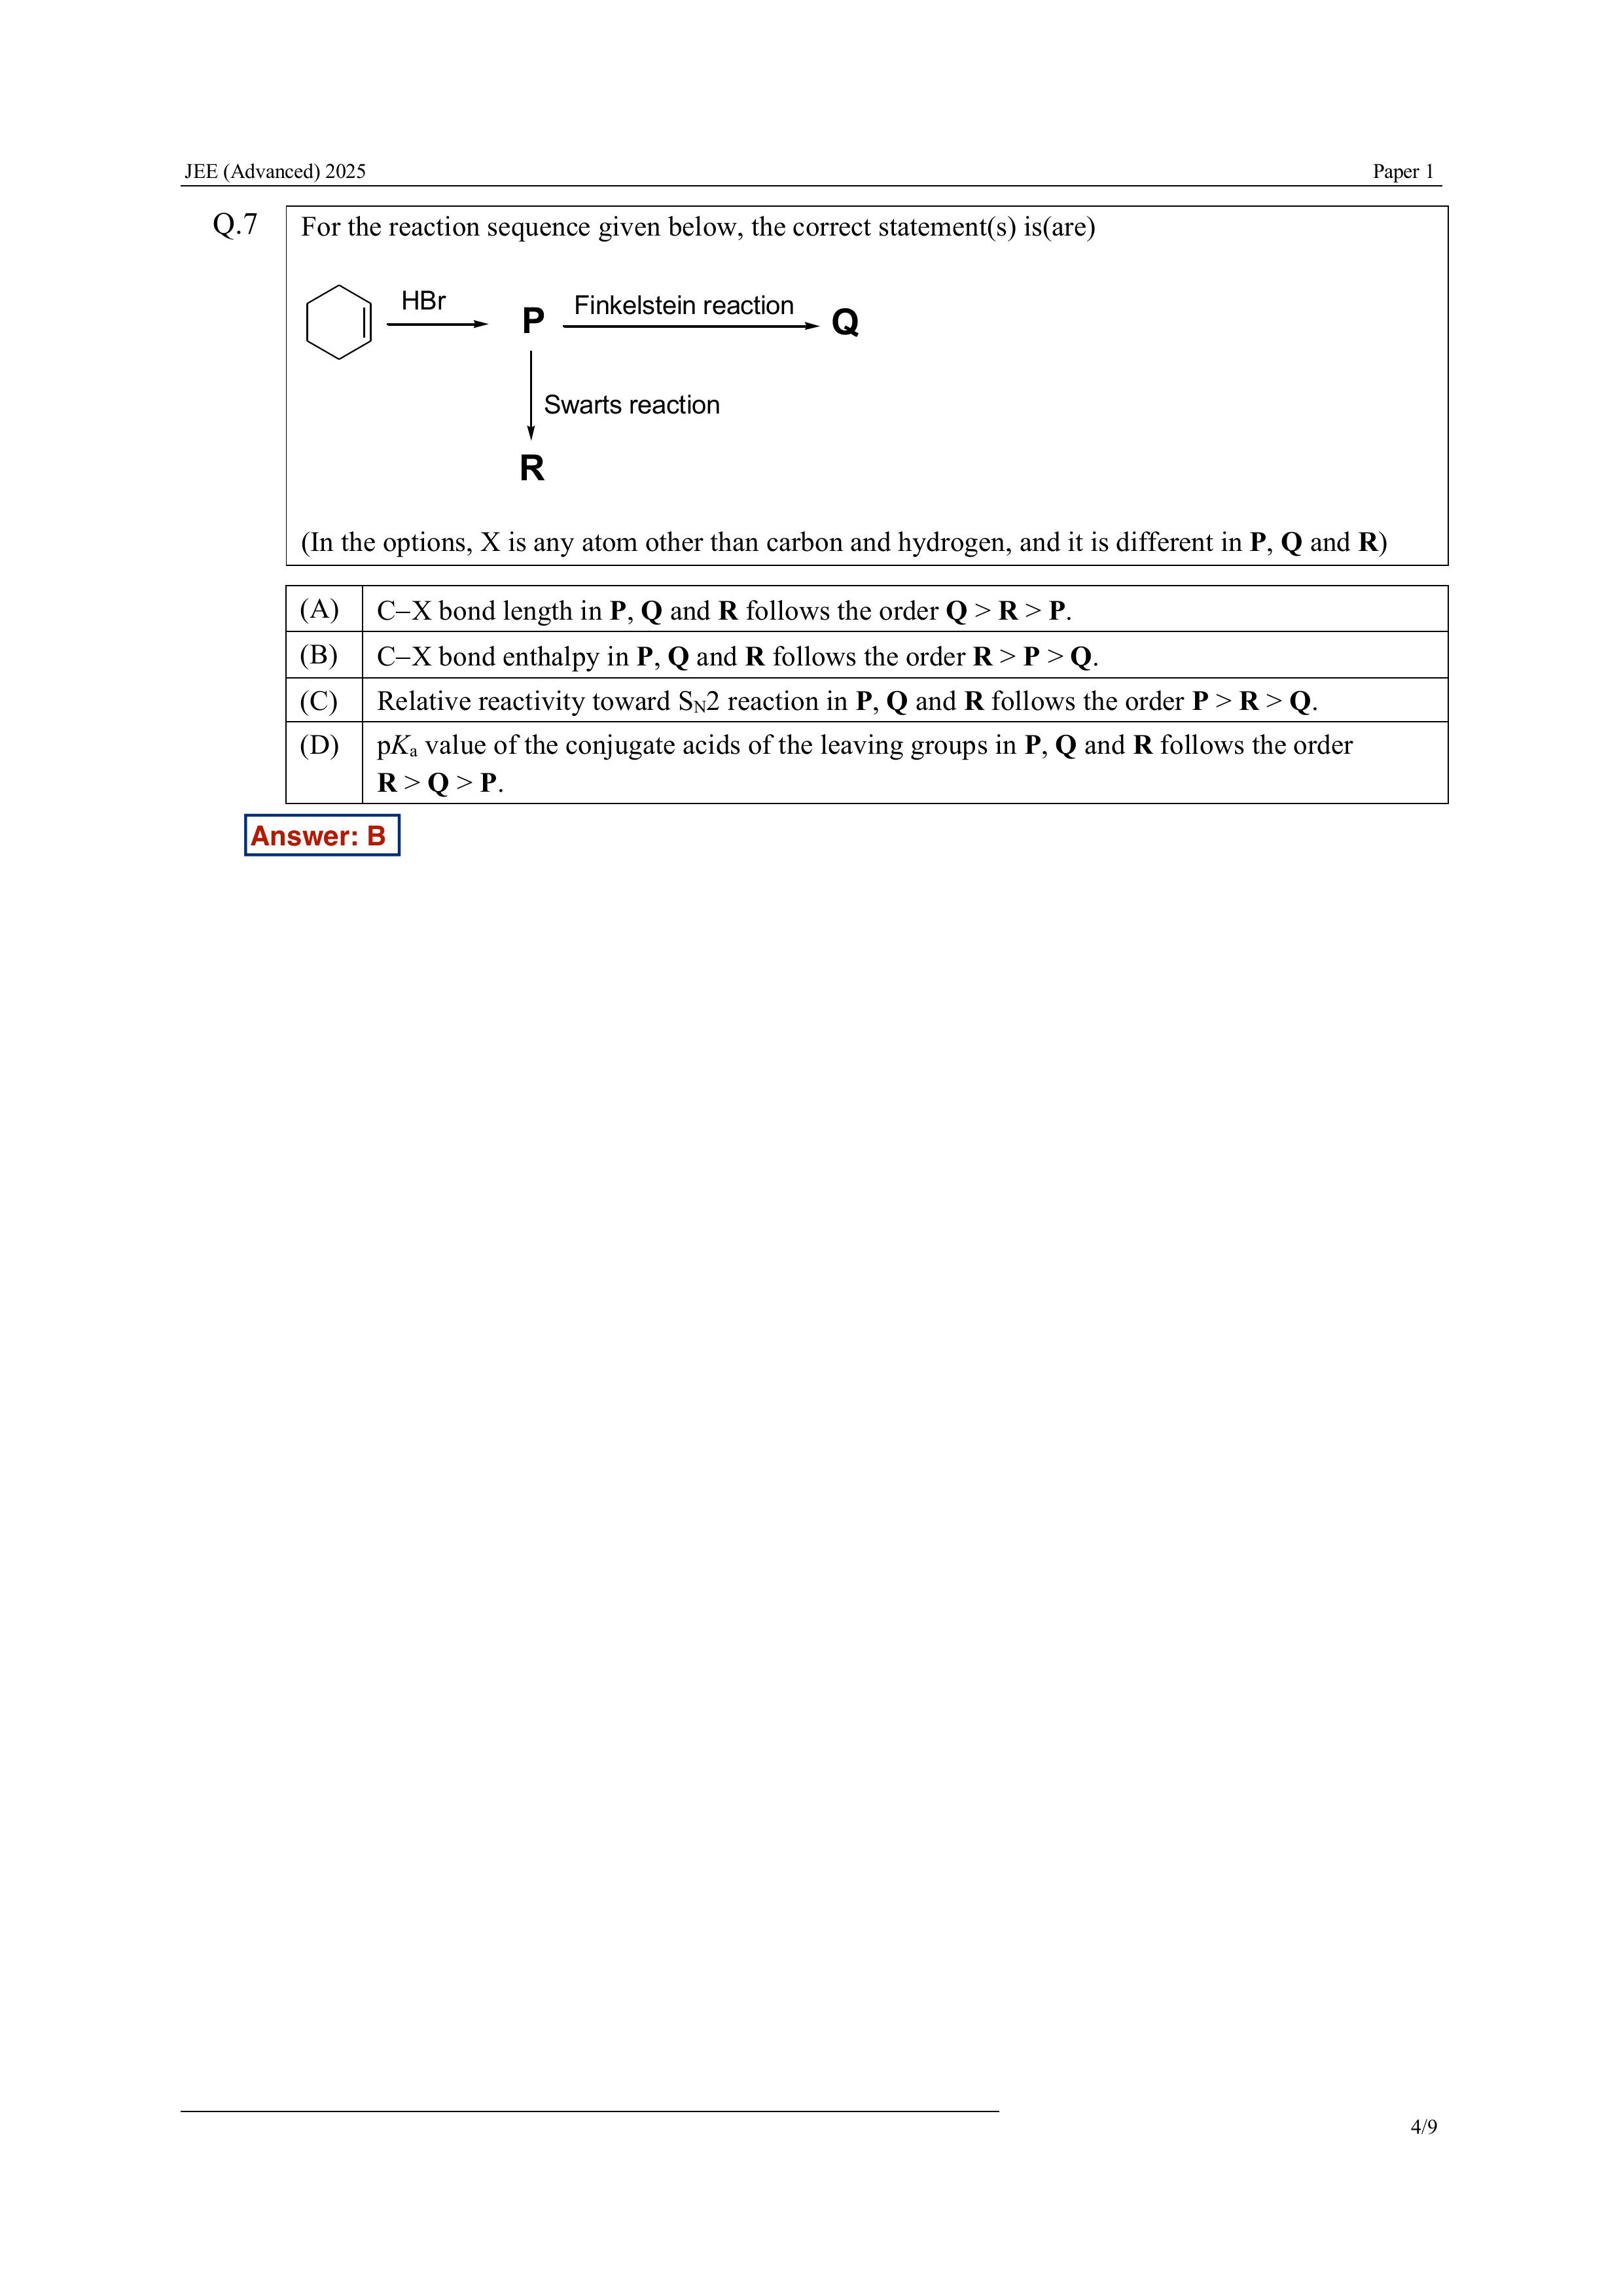 JEE (Advanced) 2025 Paper 1
Q.7 For the reaction sequence given below, the correct statement(s) is(are)
HBr
P Finkelstein reaction Q
Swarts reaction
R
(In the options, X is any atom other than carbon and hydrogen, and it is different in P, Q and R)
(A) C–X bond length in P, Q and R follows the order Q > R > P.
(B) C–X bond enthalpy in P, Q and R follows the order R > P > Q.
(C) Relative reactivity toward SN2 reaction in P, Q and R follows the order P > R > Q.
(D) pKa value of the conjugate acids of the leaving groups in P, Q and R follows the order
R > Q > P.
Answer: B
4/9